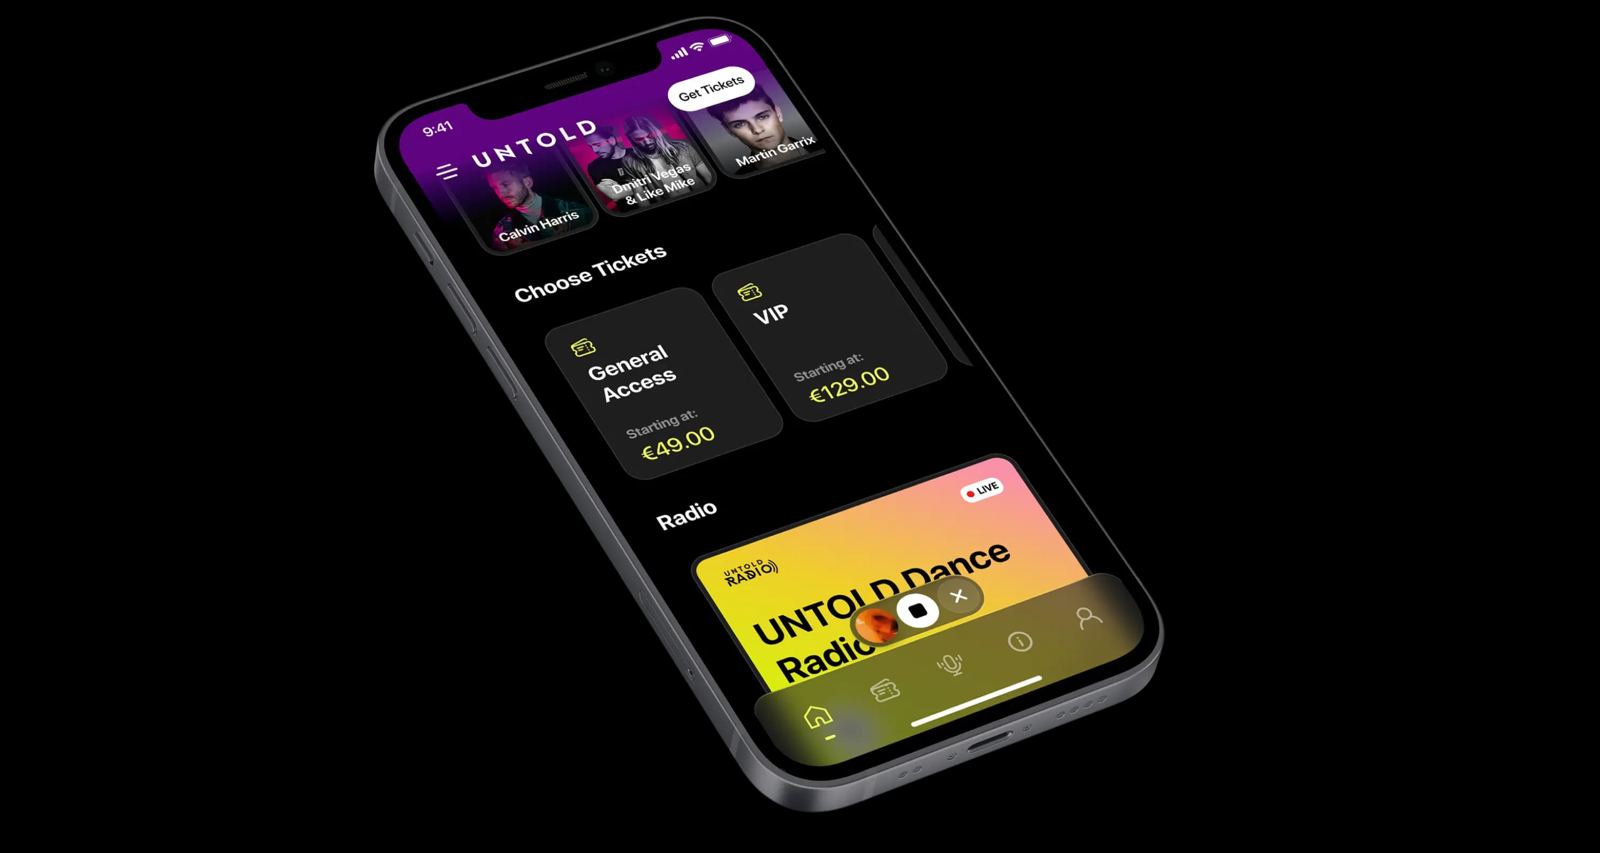 9:41
Get Tickets
UNTOLD
Calvin Harris
Dmitri Vegas
& Like Mike
Martin Garrix
Choose Tickets
General
Access
Starting at:
€49.00
VIP
Starting at:
€129.00
Radio
LIVE
UNTOLD
RADIO
UNTOLD Dance
Radio